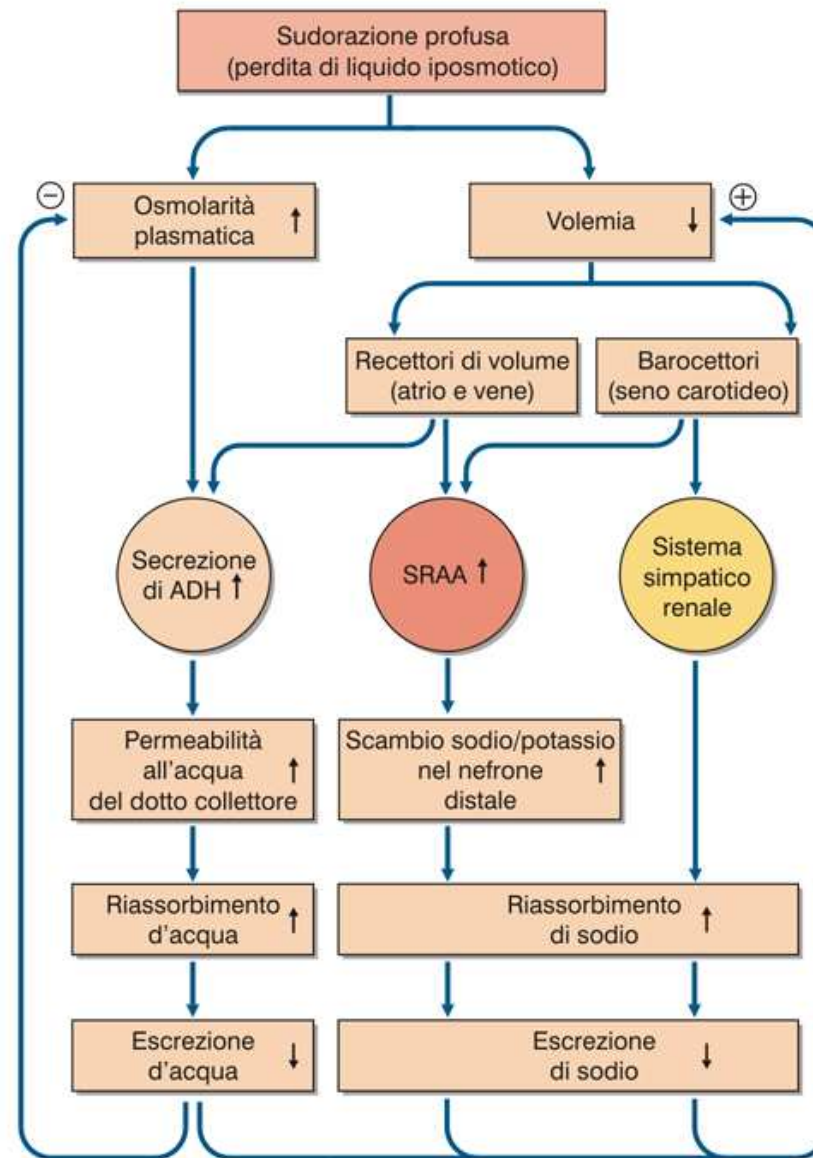 Sudorazione profusa
(perdita di liquido iposmotico)
−
Osmolarità
plasmatica ↑
Volemia ↓
+
Recettori di volume
(atrio e vene)
Barocettori
(seno carotideo)
Secrezione
di ADH ↑
SRAA ↑
Sistema
simpatico
renale
Permeabilità
all'acqua ↑
del dotto collettore
Scambio sodio/potassio
nel nefrone ↑
distale
Riassorbimento
d'acqua ↑
Riassorbimento
di sodio ↑
Escrezione
d'acqua ↓
Escrezione
di sodio ↓